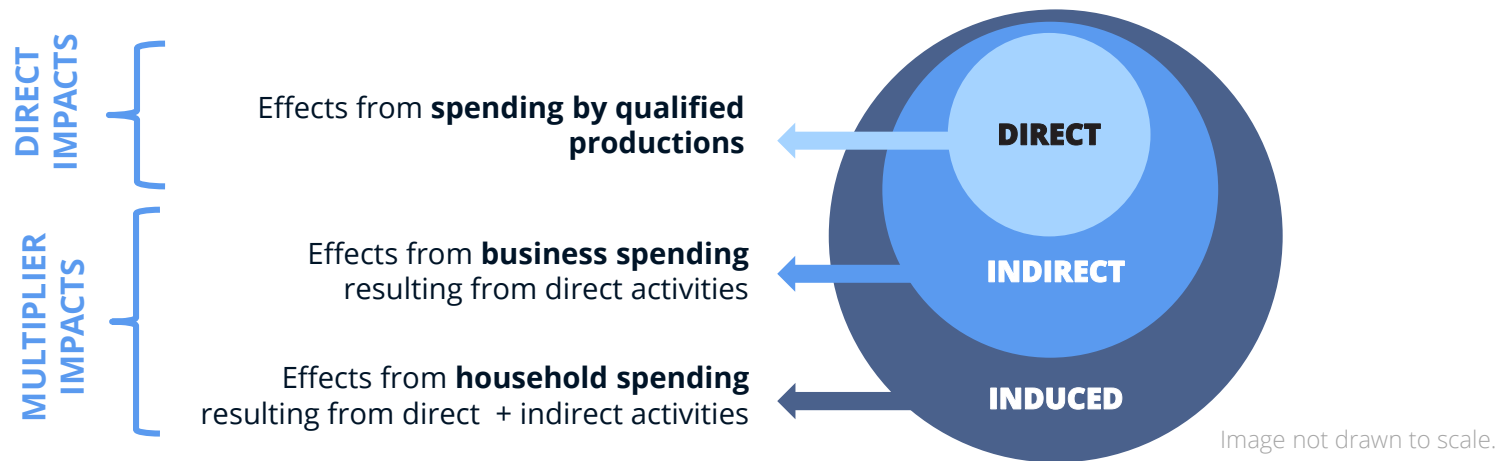 DIRECT
IMPACTS
Effects from spending by qualified
productions
DIRECT
MULTIPLIER
IMPACTS
Effects from business spending
resulting from direct activities
INDIRECT
Effects from household spending
resulting from direct + indirect activities
INDUCED
Image not drawn to scale.